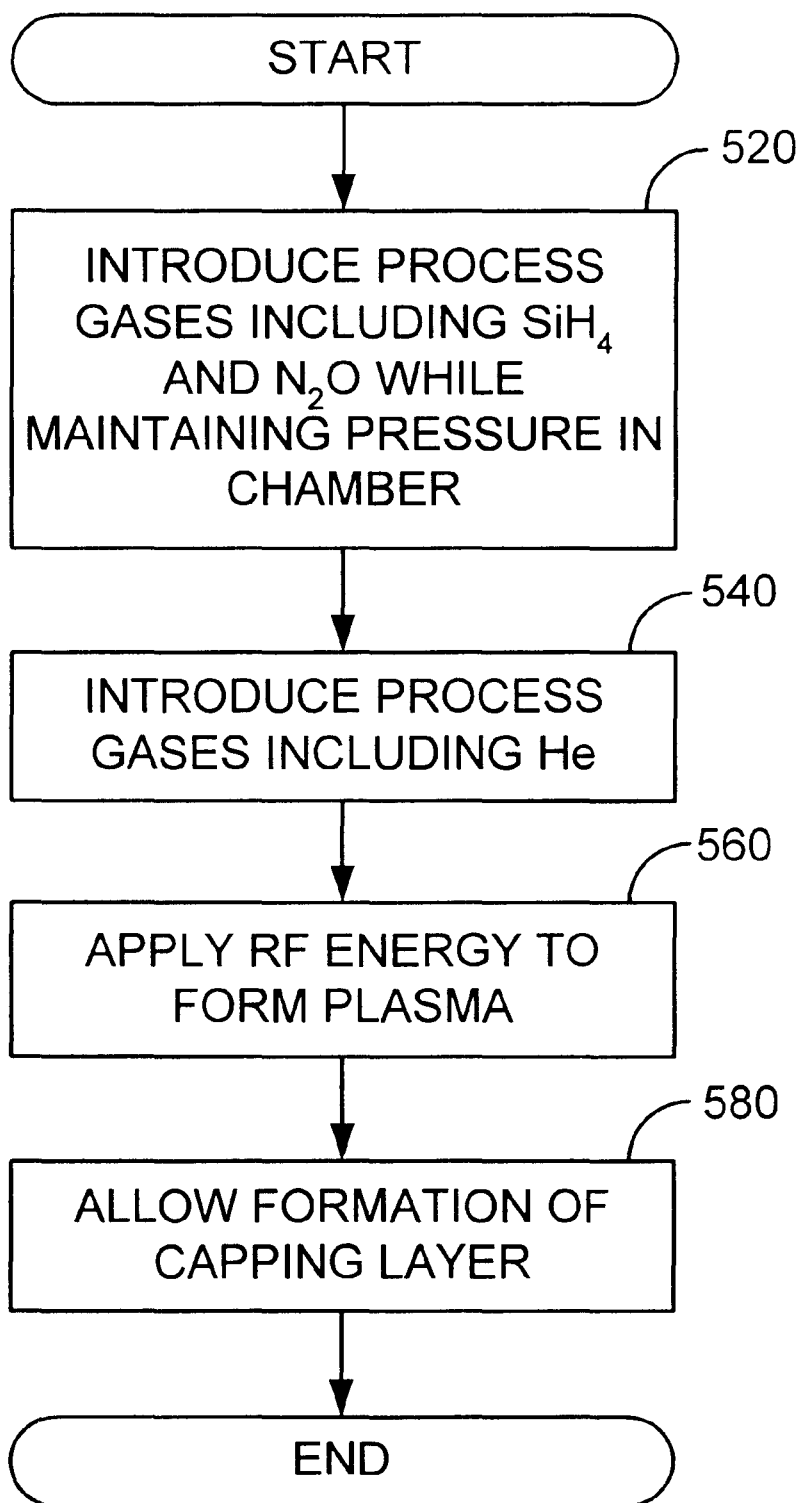 START
520
INTRODUCE PROCESS
GASES INCLUDING SiH₄
AND N₂O WHILE
MAINTAINING PRESSURE IN
CHAMBER
540
INTRODUCE PROCESS
GASES INCLUDING He
560
APPLY RF ENERGY TO
FORM PLASMA
580
ALLOW FORMATION OF
CAPPING LAYER
END